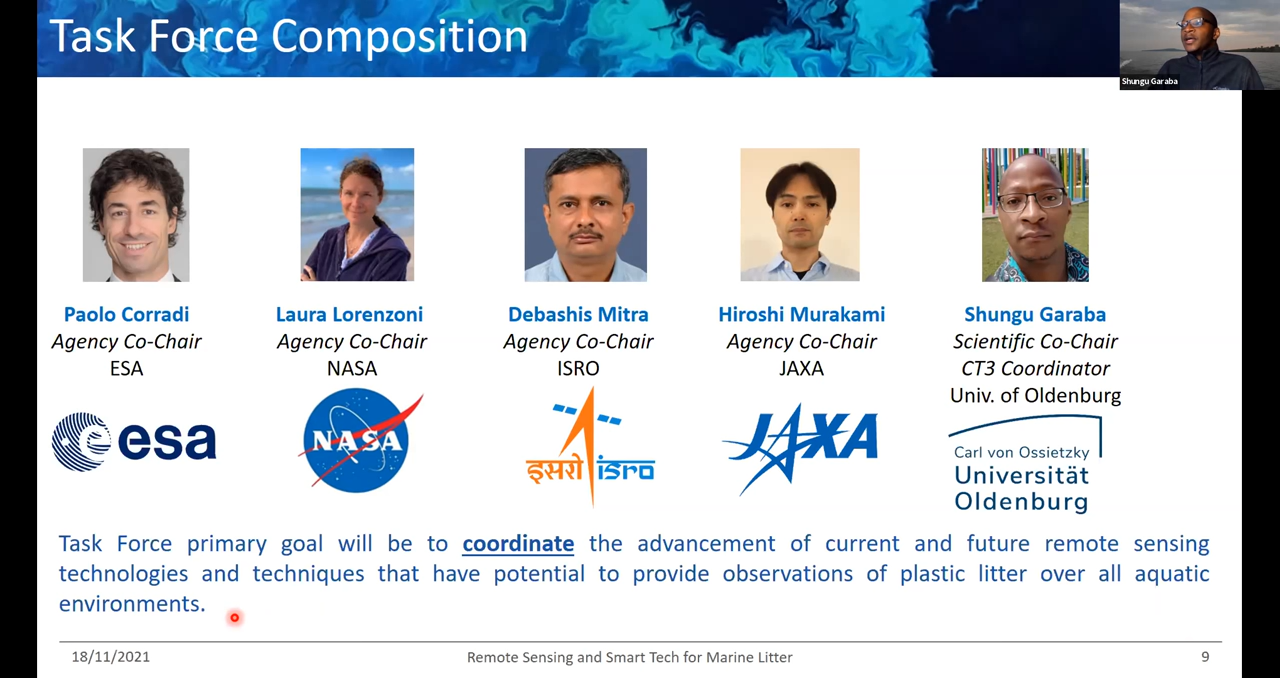 Task Force Composition
Shungu Garaba
Paolo Corradi
Agency Co-Chair
ESA
esa
Laura Lorenzoni
Agency Co-Chair
NASA
NASA
Debashis Mitra
Agency Co-Chair
ISRO
इसरो isro
Hiroshi Murakami
Agency Co-Chair
JAXA
JAXA
Shungu Garaba
Scientific Co-Chair
CT3 Coordinator
Univ. of Oldenburg
Carl von Ossietzky
Universität
Oldenburg
Task Force primary goal will be to coordinate the advancement of current and future remote sensing
technologies and techniques that have potential to provide observations of plastic litter over all aquatic
environments.
18/11/2021
Remote Sensing and Smart Tech for Marine Litter
9